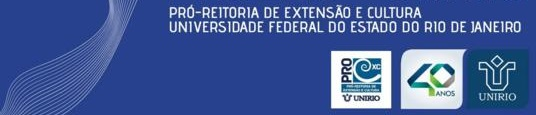 PRÓ-REITORIA DE EXTENSÃO E CULTURA
UNIVERSIDADE FEDERAL DO ESTADO DO RIO DE JANEIRO
PRO
exc
PRÓ-REITORIA DE
EXTENSÃO E CULTURA
UNIRIO
40
ANOS
UNIRIO